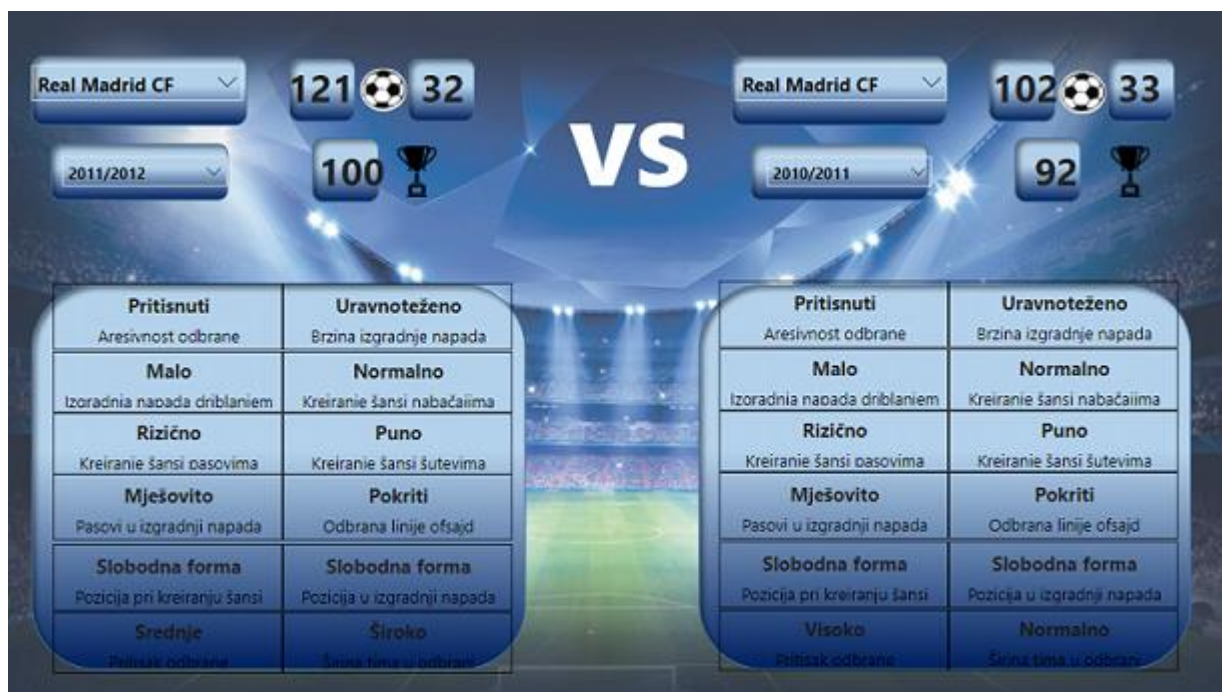 Real Madrid CF
121
32
2011/2012
100
VS
Real Madrid CF
102
33
2010/2011
92
Pritisnuti
Aresivnost odbrane
Uravnoteženo
Brzina izgradnje napada
Malo
Izgradnja napada driblanjem
Normalno
Kreiranje šansi nabačajima
Rizično
Kreiranje šansi pasovima
Puno
Kreiranje šansi šutevima
Mješovito
Pasovi u izgradnji napada
Pokriti
Odbrana linije ofsajd
Slobodna forma
Pozicija pri kreiranju šansi
Slobodna forma
Pozicija u izgradnji napada
Srednje
Pritisak odbrane
Široko
Širina tima u odbrani
Pritisnuti
Aresivnost odbrane
Uravnoteženo
Brzina izgradnje napada
Malo
Izgradnja napada driblanjem
Normalno
Kreiranje šansi nabačajima
Rizično
Kreiranje šansi pasovima
Puno
Kreiranje šansi šutevima
Mješovito
Pasovi u izgradnji napada
Pokriti
Odbrana linije ofsajd
Slobodna forma
Pozicija pri kreiranju šansi
Slobodna forma
Pozicija u izgradnji napada
Visoko
Pritisak odbrane
Normalno
Širina tima u odbrani